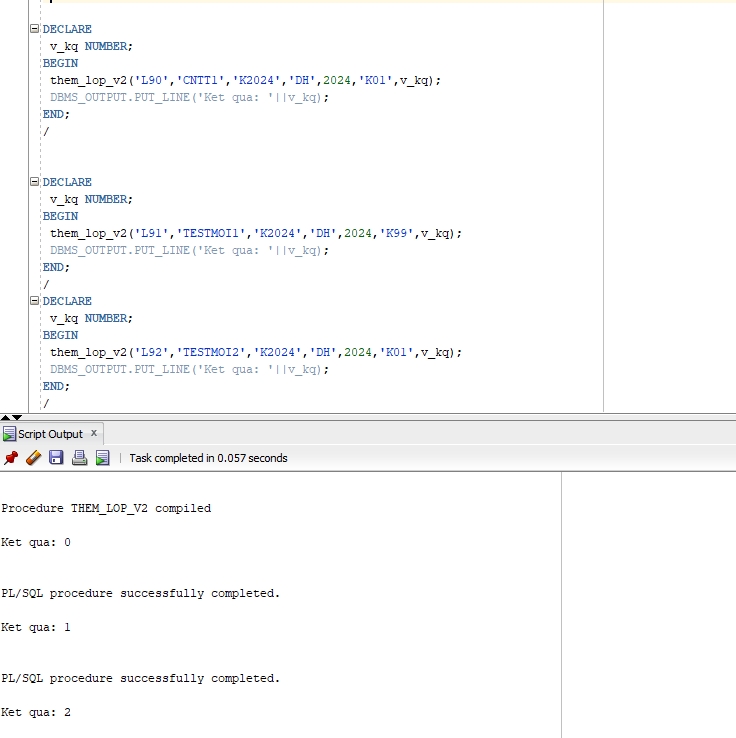 DECLARE
v_kq NUMBER;
BEGIN
them_lop_v2('L90','CNTT1','K2024','DH',2024,'K01',v_kq);
DBMS_OUTPUT.PUT_LINE('Ket qua: '||v_kq);
END;
/
DECLARE
v_kq NUMBER;
BEGIN
them_lop_v2('L91','TESTMOI1','K2024','DH',2024,'K99',v_kq);
DBMS_OUTPUT.PUT_LINE('Ket qua: '||v_kq);
END;
/
DECLARE
v_kq NUMBER;
BEGIN
them_lop_v2('L92','TESTMOI2','K2024','DH',2024,'K01',v_kq);
DBMS_OUTPUT.PUT_LINE('Ket qua: '||v_kq);
END;
/
Script Output x
Task completed in 0.057 seconds
Procedure THEM_LOP_V2 compiled
Ket qua: 0
PL/SQL procedure successfully completed.
Ket qua: 1
PL/SQL procedure successfully completed.
Ket qua: 2